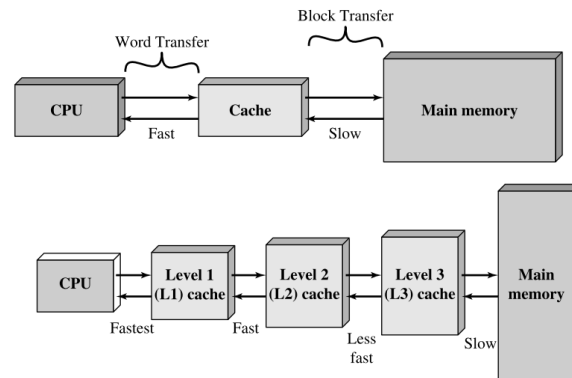 Word Transfer
Block Transfer
CPU
Cache
Main memory
Fast
Slow
CPU
Level 1
(L1) cache
Level 2
(L2) cache
Level 3
(L3) cache
Main
memory
Fastest
Fast
Less
fast
Slow